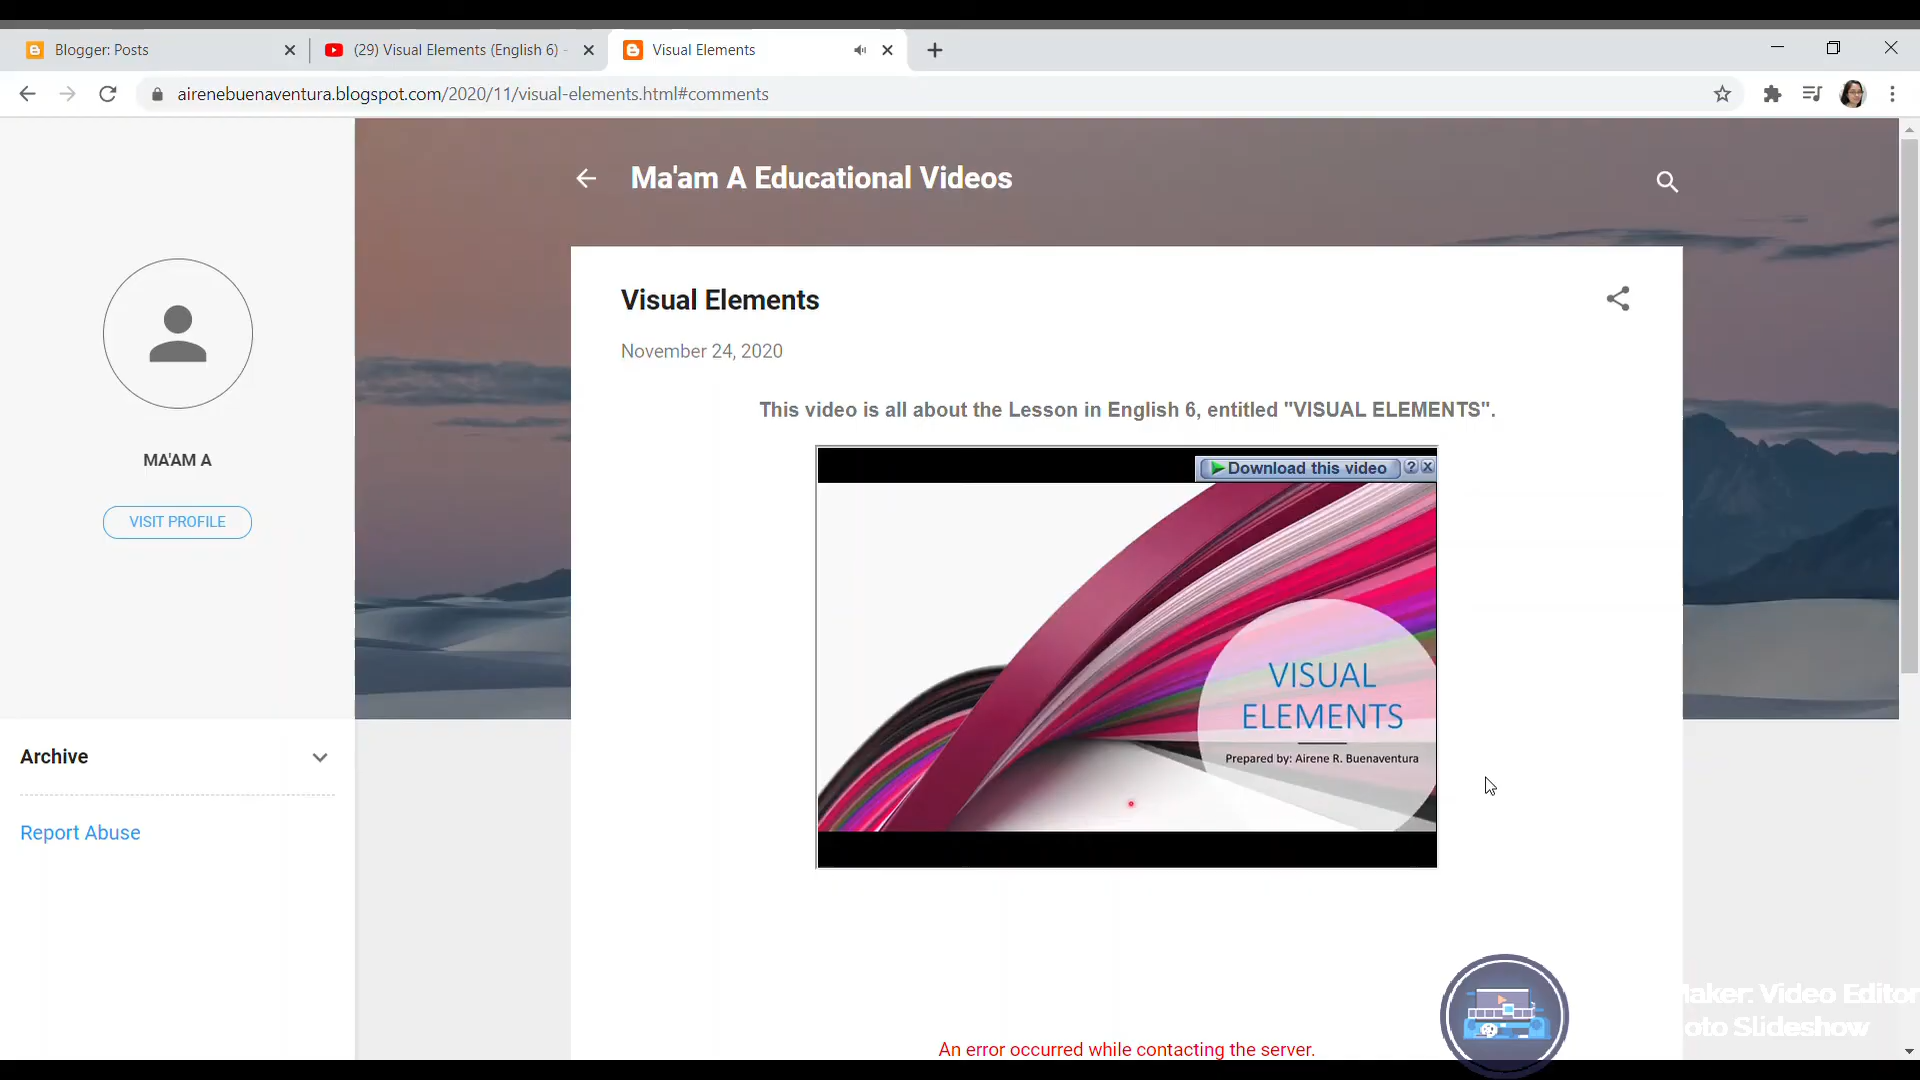 Blogger: Posts
(29) Visual Elements (English 6) -
Visual Elements
airenebuenaventura.blogspot.com/2020/11/visual-elements.html#comments
Ma'am A Educational Videos
MA'AM A
VISIT PROFILE
Archive
Report Abuse
Visual Elements
November 24, 2020
This video is all about the Lesson in English 6, entitled "VISUAL ELEMENTS".
Download this video ? X
VISUAL
ELEMENTS
Prepared by: Airene R. Buenaventura
An error occurred while contacting the server.
Video Editor
Slideshow